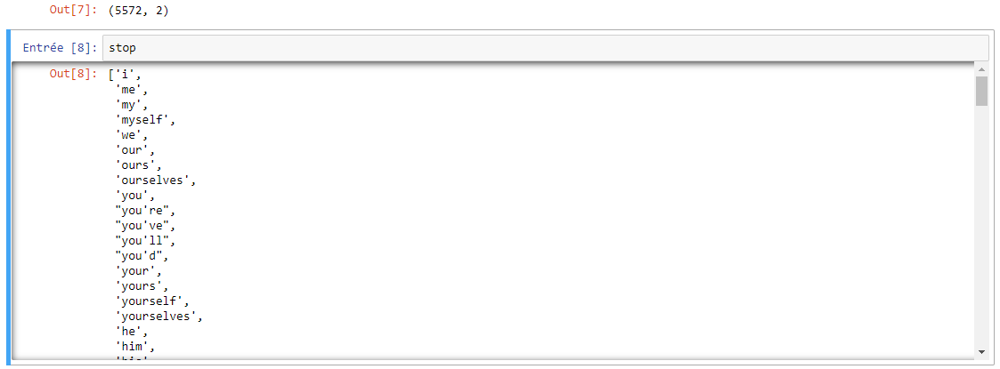 Out[7]: (5572, 2)
Entrée [8]: stop
Out[8]: ['i',
'me',
'my',
'myself',
'we',
'our',
'ours',
'ourselves',
'you',
"you're",
"you've",
"you'll",
"you'd",
'your',
'yours',
'yourself',
'yourselves',
'he',
'him',